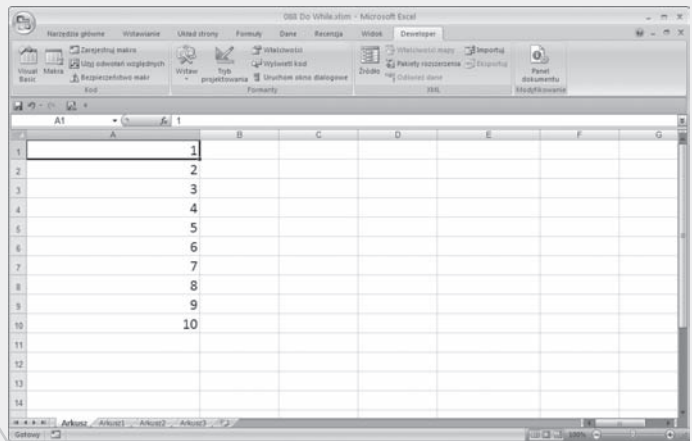 088 Do While.xlsm - Microsoft Excel
Narzędzia główne Wstawianie Układ strony Formuły Dane Recenzja Widok Deweloper
Visual Basic
Makra
Zarejestruj makro
Użyj odwołań względnych
Bezpieczeństwo makr
Kod
Wstaw
Tryb projektowania
Właściwości
Wyświetl kod
Uruchom okno dialogowe
Formanty
Źródło
Właściwości mapy
Pakiety rozszerzenia
Odśwież dane
Importuj
Eksportuj
XML
Panel dokumentu
Modyfikowanie
A1 fx 1
A B C D E F G
1 1
2 2
3 3
4 4
5 5
6 6
7 7
8 8
9 9
10 10
11
12
13
14
Arkusz Arkusz1 Arkusz2 Arkusz3
Gotowy 100%